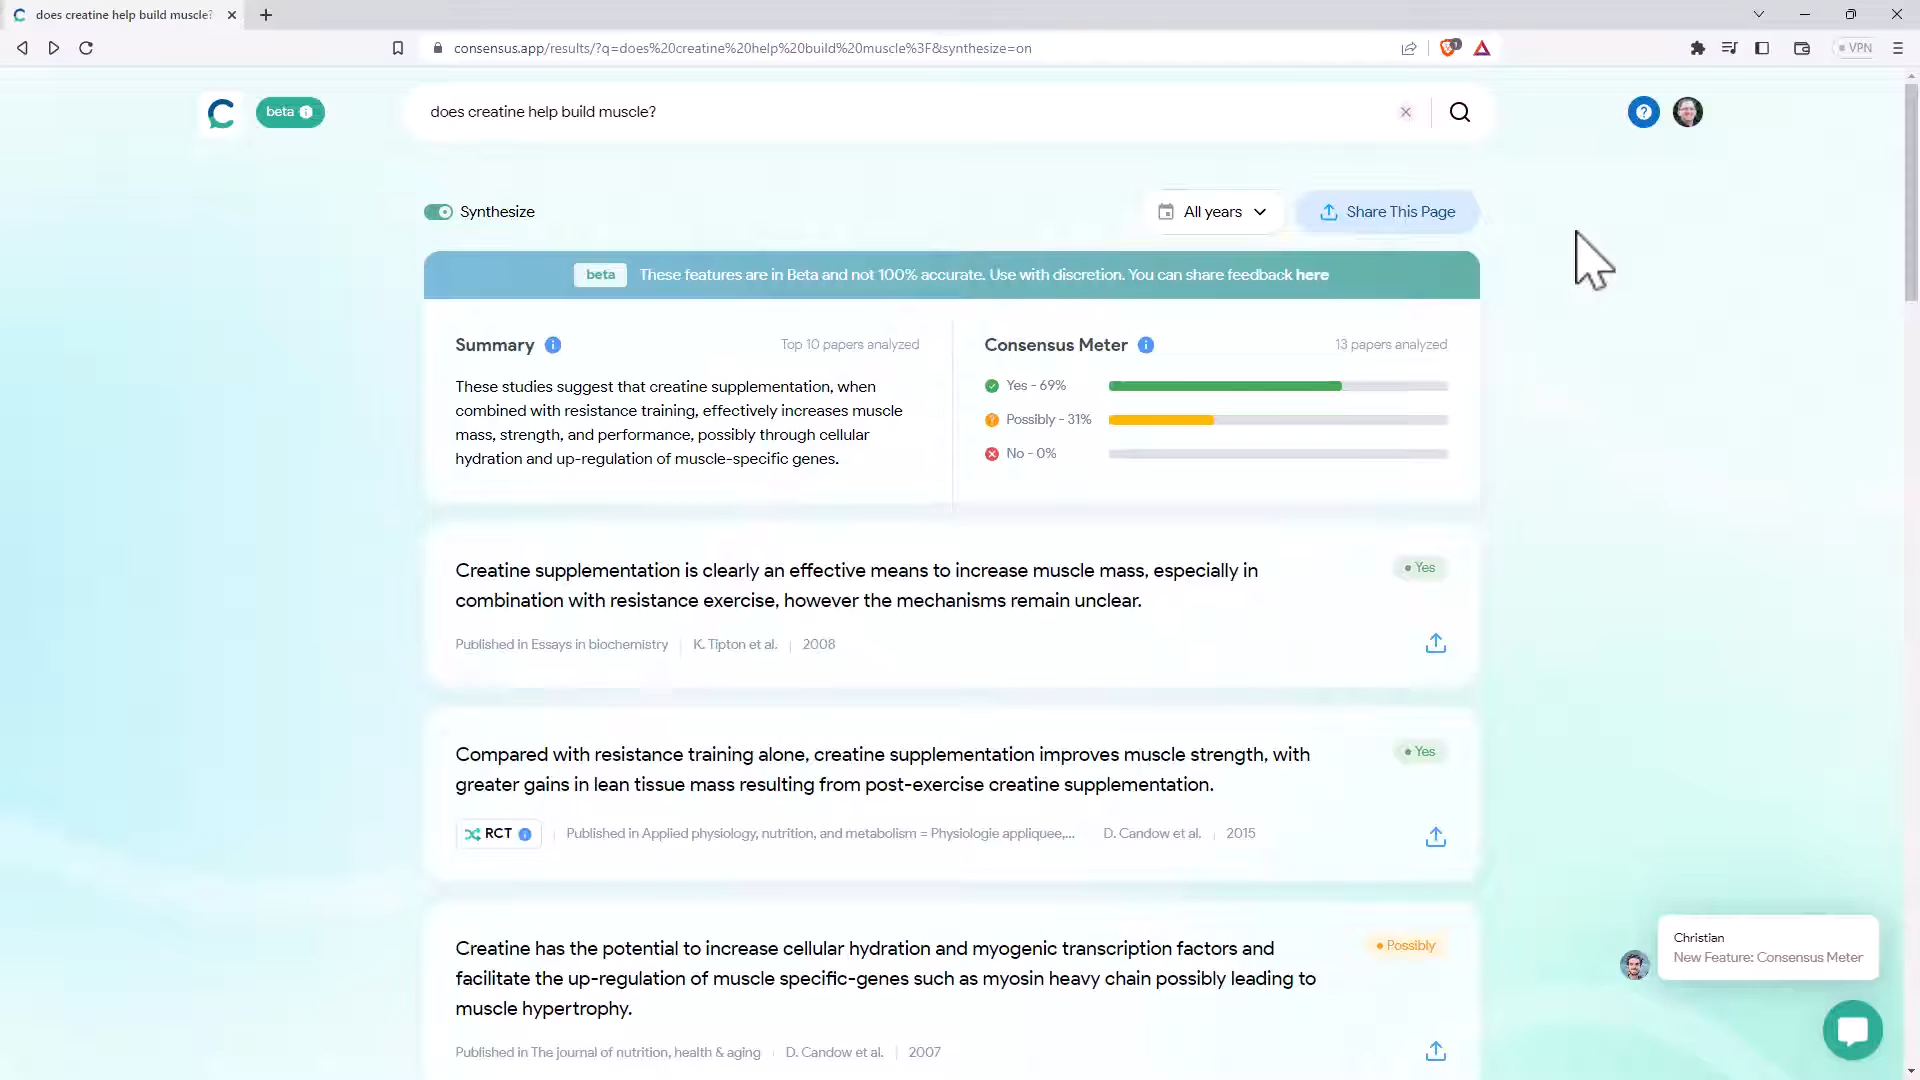 does creatine help build muscle?
consensus.app/results/?q=does%20creatine%20help%20build%20muscle%3F&synthesize=on
1
VPN
beta
does creatine help build muscle?
Synthesize
All years
Share This Page
beta These features are in Beta and not 100% accurate. Use with discretion. You can share feedback here
Summary
Top 10 papers analyzed
These studies suggest that creatine supplementation, when
combined with resistance training, effectively increases muscle
mass, strength, and performance, possibly through cellular
hydration and up-regulation of muscle-specific genes.
Consensus Meter
13 papers analyzed
Yes - 69%
Possibly - 31%
No - 0%
Creatine supplementation is clearly an effective means to increase muscle mass, especially in
combination with resistance exercise, however the mechanisms remain unclear.
Yes
Published in Essays in biochemistry | K. Tipton et al. | 2008
Compared with resistance training alone, creatine supplementation improves muscle strength, with
greater gains in lean tissue mass resulting from post-exercise creatine supplementation.
Yes
RCT | Published in Applied physiology, nutrition, and metabolism = Physiologie appliquee,... D. Candow et al. | 2015
Creatine has the potential to increase cellular hydration and myogenic transcription factors and
facilitate the up-regulation of muscle specific-genes such as myosin heavy chain possibly leading to
muscle hypertrophy.
Possibly
Published in The journal of nutrition, health & aging | D. Candow et al. | 2007
Christian
New Feature: Consensus Meter